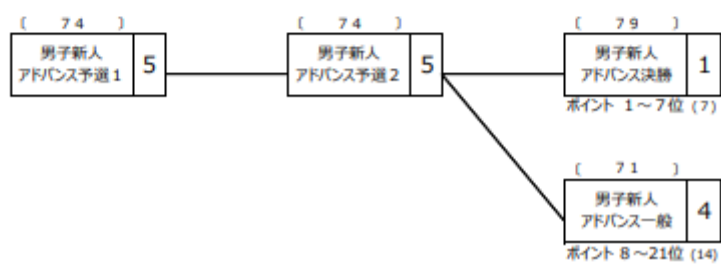 〔 74 〕
男子新人
アドバンス予選1
5
〔 74 〕
男子新人
アドバンス予選2
5
〔 79 〕
男子新人
アドバンス決勝
1
ポイント 1～7位 (7)
〔 71 〕
男子新人
アドバンス一般
4
ポイント 8～21位 (14)